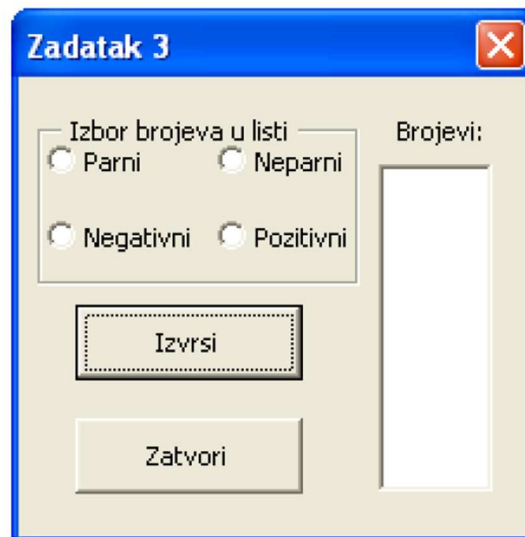 Zadatak 3
Izbor brojeva u listi
Brojevi:
Parni
Neparni
Negativni
Pozitivni
Izvrsi
Zatvori